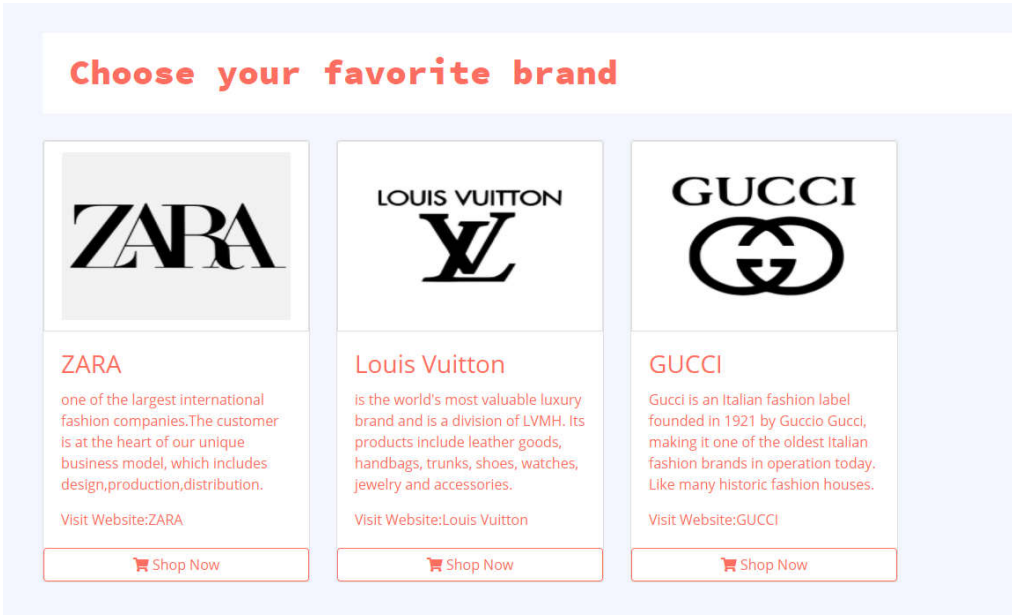 Choose your favorite brand
ZARA
LOUIS VUITTON
LV
GUCCI
ZARA
one of the largest international
fashion companies.The customer
is at the heart of our unique
business model, which includes
design,production,distribution.
Visit Website:ZARA
Shop Now
Louis Vuitton
is the world's most valuable luxury
brand and is a division of LVMH. Its
products include leather goods,
handbags, trunks, shoes, watches,
jewelry and accessories.
Visit Website:Louis Vuitton
Shop Now
GUCCI
Gucci is an Italian fashion label
founded in 1921 by Guccio Gucci,
making it one of the oldest Italian
fashion brands in operation today.
Like many historic fashion houses.
Visit Website:GUCCI
Shop Now